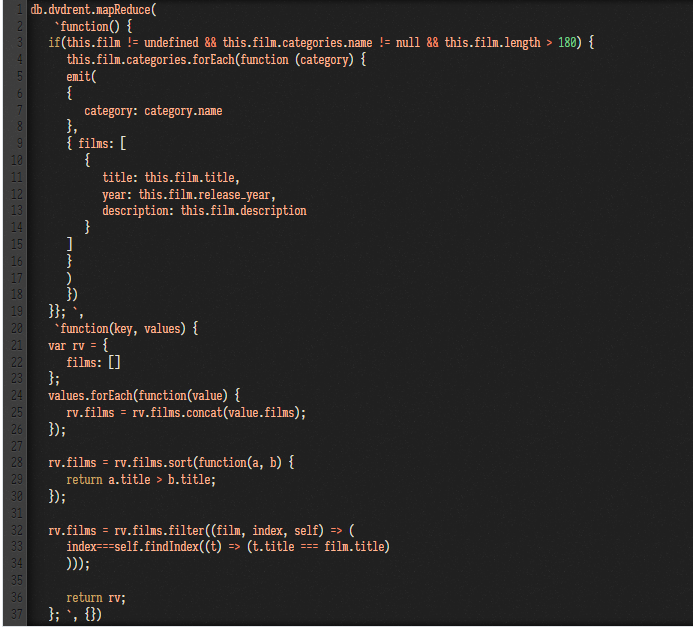 1 db.dvdrent.mapReduce(
2 `function() {
3 if(this.film != undefined && this.film.categories.name != null && this.film.length > 180) {
4 this.film.categories.forEach(function (category) {
5 emit(
6 {
7 category: category.name
8 },
9 { films: [
10 {
11 title: this.film.title,
12 year: this.film.release_year,
13 description: this.film.description
14 }
15 ]
16 }
17 )
18 })
19 }}; `,
20 `function(key, values) {
21 var rv = {
22 films: []
23 };
24 values.forEach(function(value) {
25 rv.films = rv.films.concat(value.films);
26 });
27
28 rv.films = rv.films.sort(function(a, b) {
29 return a.title > b.title;
30 });
31
32 rv.films = rv.films.filter((film, index, self) => (
33 index===self.findIndex((t) => (t.title === film.title)
34 )));
35
36 return rv;
37 }; `, {})